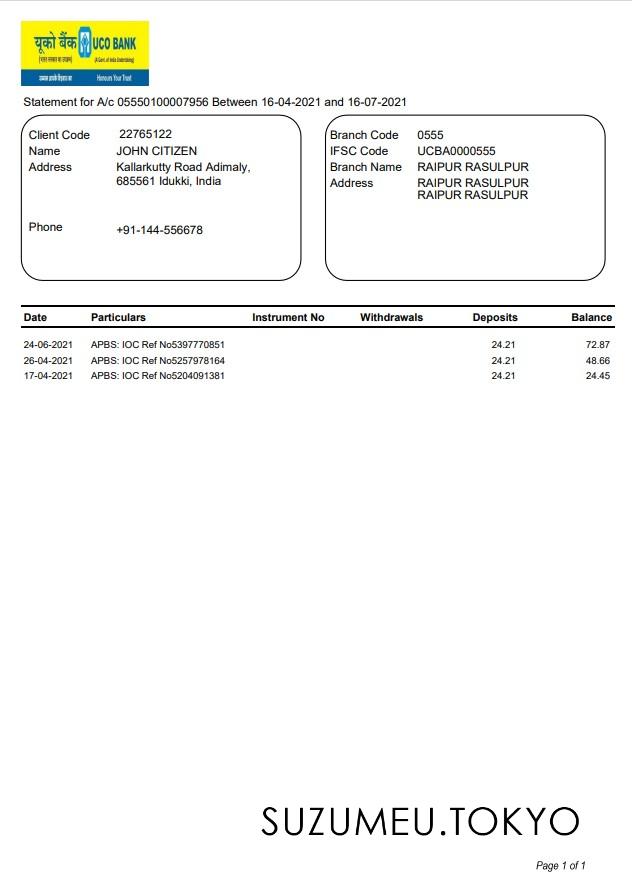 यूको बैंक UCO BANK
(भारत सरकार का उपक्रम) (A Govt. of India Undertaking)
सम्मान आपके विश्वास का Honours Your Trust
Statement for A/c 05550100007956 Between 16-04-2021 and 16-07-2021
Client Code 22765122
Name JOHN CITIZEN
Address Kallarkutty Road Adimaly,
685561 Idukki, India
Phone +91-144-556678
Branch Code 0555
IFSC Code UCBA0000555
Branch Name RAIPUR RASULPUR
Address RAIPUR RASULPUR
RAIPUR RASULPUR
Date Particulars Instrument No Withdrawals Deposits Balance
24-06-2021 APBS: IOC Ref No5397770851 24.21 72.87
26-04-2021 APBS: IOC Ref No5257978164 24.21 48.66
17-04-2021 APBS: IOC Ref No5204091381 24.21 24.45
SUZUMEU.TOKYO
Page 1 of 1